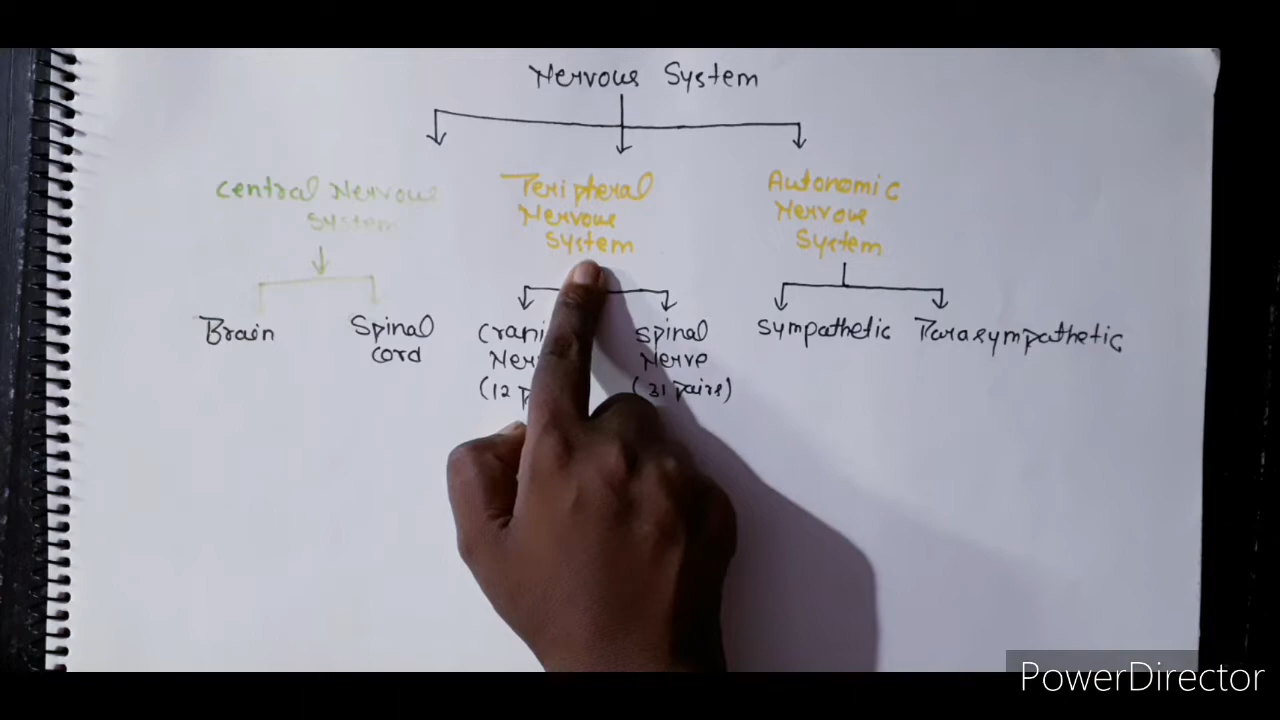 Nervous System
Central Nervous
System
Peripheral
Nervous
System
Autonomic
Nervous
System
Brain
Spinal
cord
Spinal
Nerve
(31 pairs)
Sympathetic
Parasympathetic
(12
PowerDirector